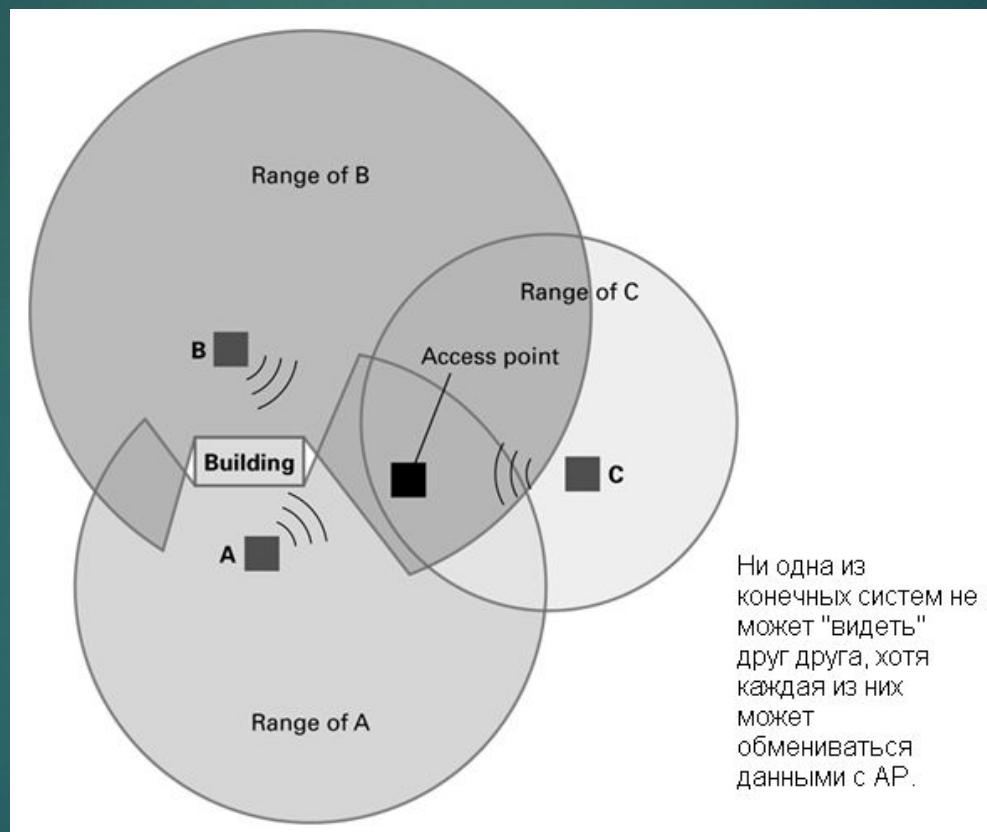 Range of B
Range of C
B
Access point
Building
C
A
Range of A
Ни одна из
конечных систем не
может "видеть"
друг друга, хотя
каждая из них
может
обмениваться
данными с АР.